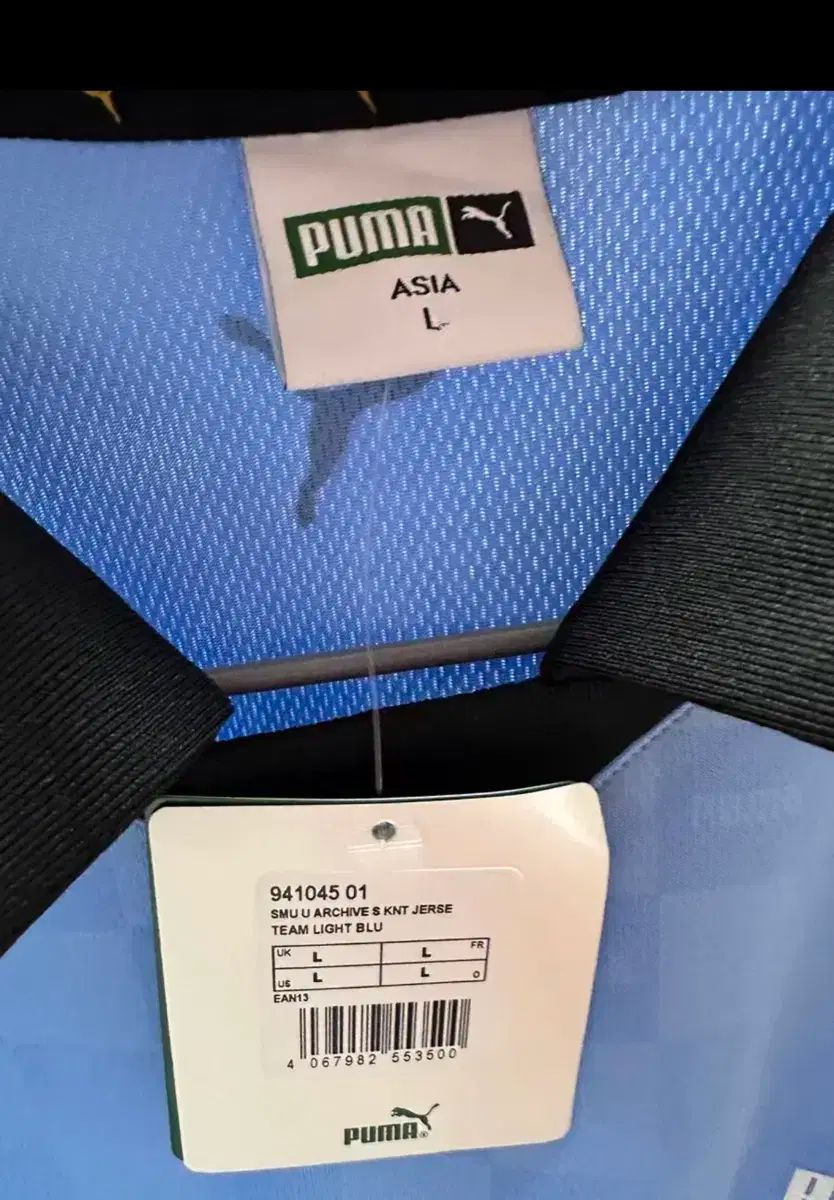 PUMA
ASIA
L
PUMA
941045 01
SMU U ARCHIVE S KNT JERSE
TEAM LIGHT BLU
UK L L FR
US L L O
EAN13
4 067982 553500
PUMA®
L